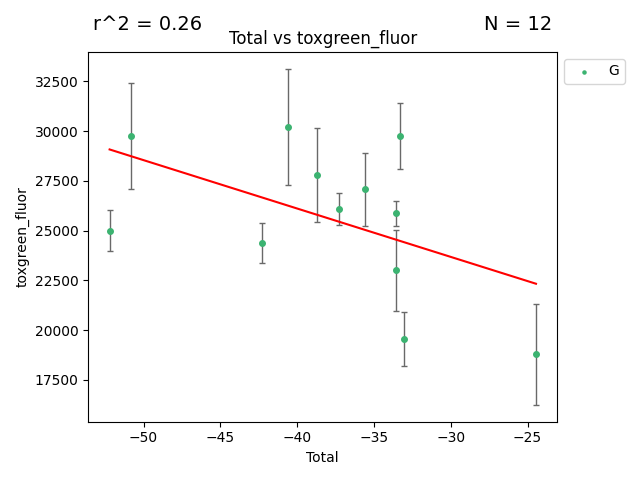 r^2 = 0.26
N = 12
Total vs toxgreen_fluor
G
32500
30000
27500
25000
22500
20000
17500
toxgreen_fluor
−50
−45
−40
−35
−30
−25
Total